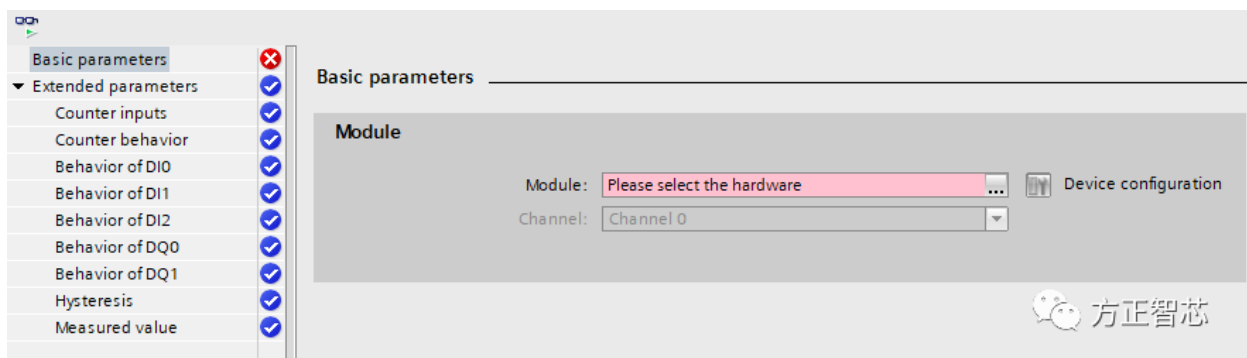 Basic parameters
Extended parameters
Counter inputs
Counter behavior
Behavior of DI0
Behavior of DI1
Behavior of DI2
Behavior of DQ0
Behavior of DQ1
Hysteresis
Measured value
Basic parameters
Module
Module: Please select the hardware ... Device configuration
Channel: Channel 0
方正智芯